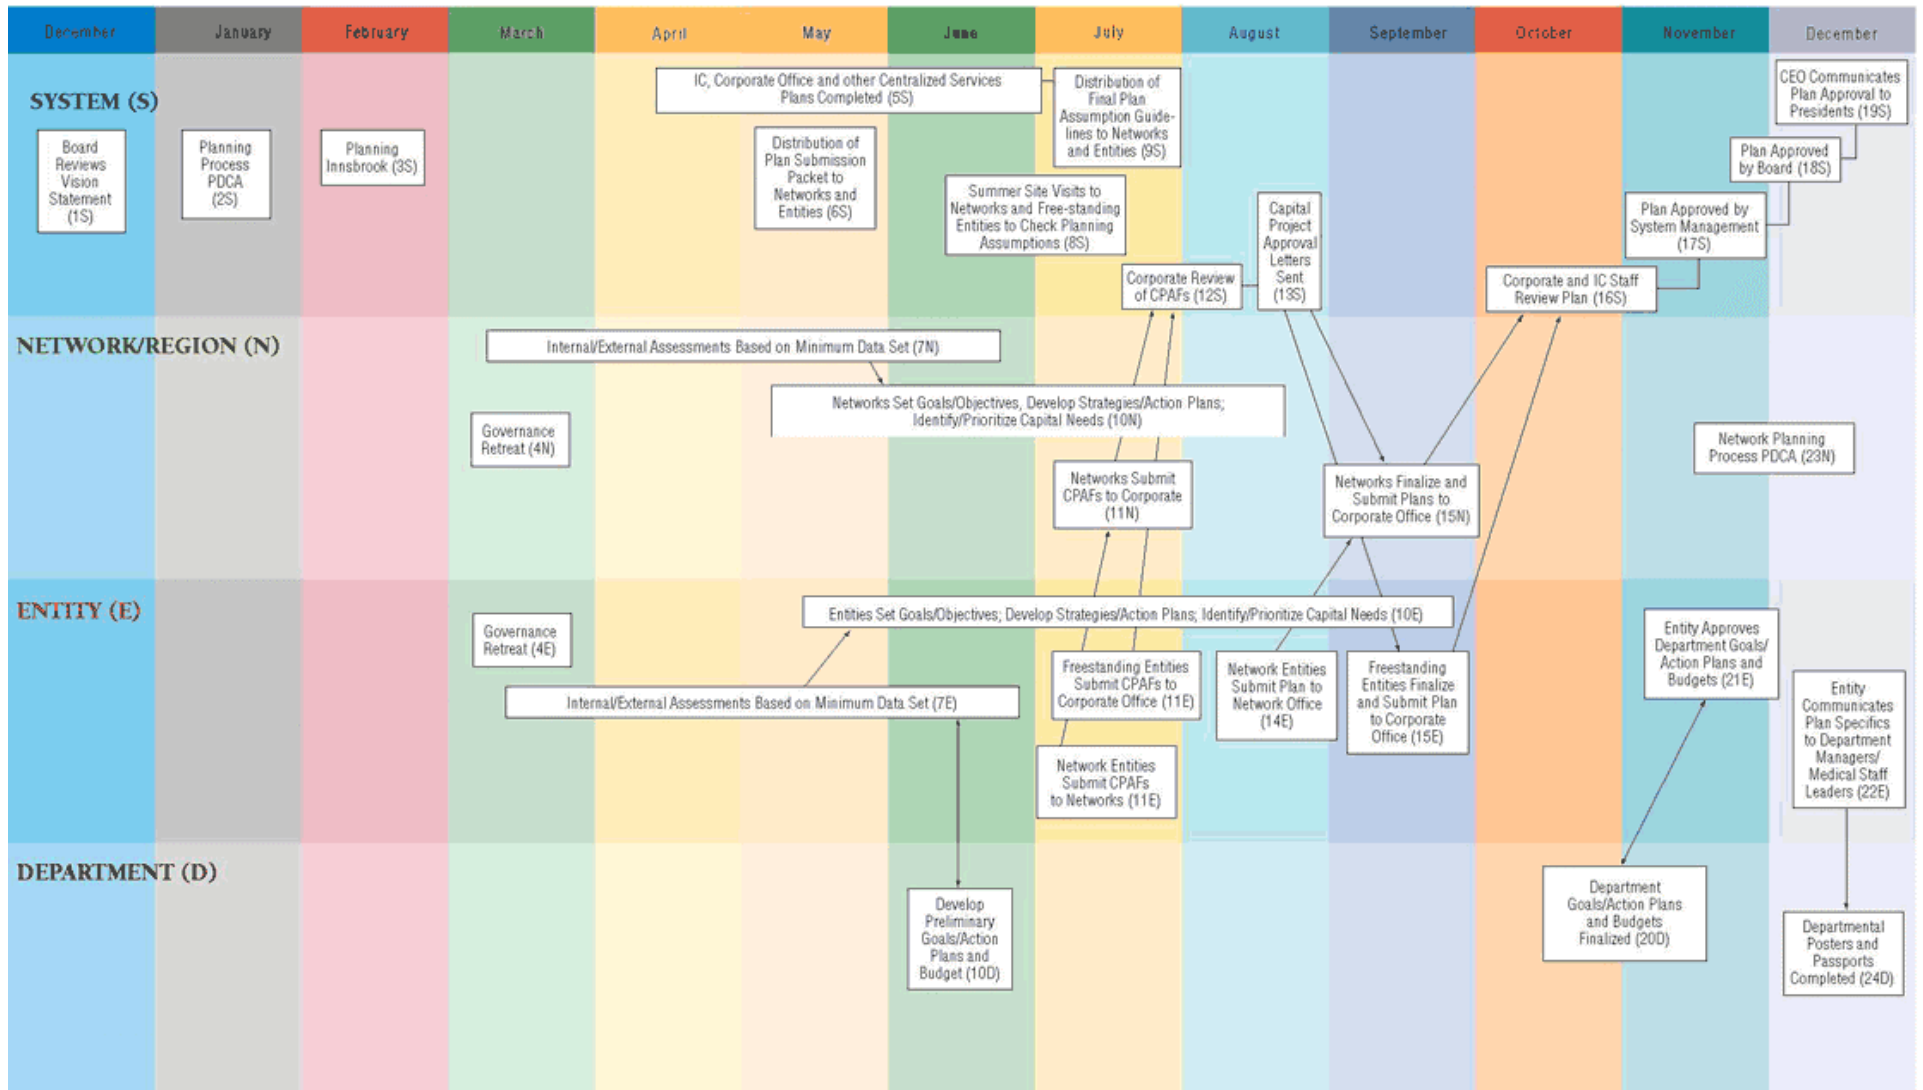 December January February March April May June July August September October November December
SYSTEM (S)
Board
Reviews
Vision
Statement
(1S)
Planning
Process
PDCA
(2S)
Planning
Innsbrook (3S)
IC, Corporate Office and other Centralized Services
Plans Completed (5S)
Distribution of
Plan Submission
Packet to
Networks and
Entities (6S)
Distribution of
Final Plan
Assumption Guide-
lines to Networks
and Entities (9S)
Summer Site Visits to
Networks and Free-standing
Entities to Check Planning
Assumptions (8S)
Corporate Review
of CPAFs (12S)
Capital
Project
Approval
Letters
Sent
(13S)
Corporate and IC Staff
Review Plan (16S)
Plan Approved by
System Management
(17S)
Plan Approved
by Board (18S)
CEO Communicates
Plan Approval to
Presidents (19S)
NETWORK/REGION (N)
Internal/External Assessments Based on Minimum Data Set (7N)
Networks Set Goals/Objectives, Develop Strategies/Action Plans;
Identify/Prioritize Capital Needs (10N)
Governance
Retreat (4N)
Networks Submit
CPAFs to Corporate
(11N)
Networks Finalize and
Submit Plans to
Corporate Office (15N)
Network Planning
Process PDCA (23N)
ENTITY (E)
Entities Set Goals/Objectives; Develop Strategies/Action Plans; Identify/Prioritize Capital Needs (10E)
Governance
Retreat (4E)
Internal/External Assessments Based on Minimum Data Set (7E)
Freestanding Entities
Submit CPAFs to
Corporate Office (11E)
Network Entities
Submit CPAFs
to Networks (11E)
Network Entities
Submit Plan to
Network Office
(14E)
Freestanding
Entities Finalize
and Submit Plan
to Corporate
Office (15E)
Entity Approves
Department Goals/
Action Plans and
Budgets (21E)
Entity
Communicates
Plan Specifics
to Department
Managers/
Medical Staff
Leaders (22E)
DEPARTMENT (D)
Develop
Preliminary
Goals/Action
Plans and
Budget (10D)
Department
Goals/Action Plans
and Budgets
Finalized (20D)
Departmental
Posters and
Passports
Completed (24D)